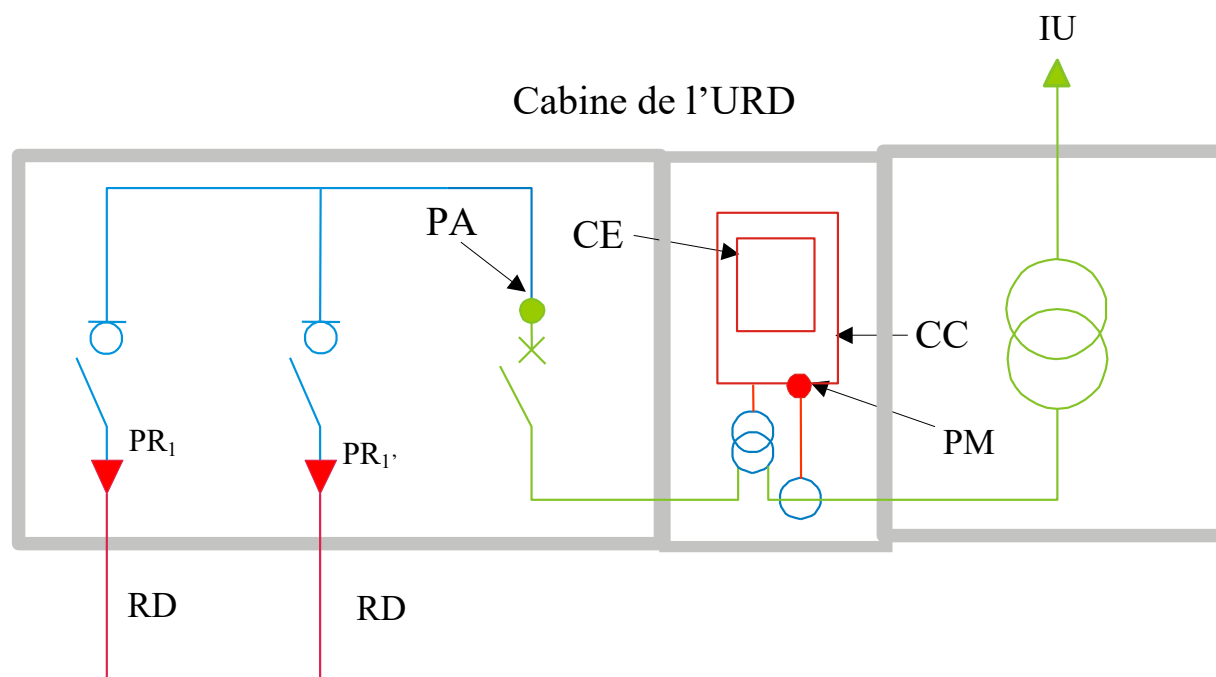 IU
Cabine de l’URD
PA
CE
CC
PR₁
PR₁’
PM
RD
RD